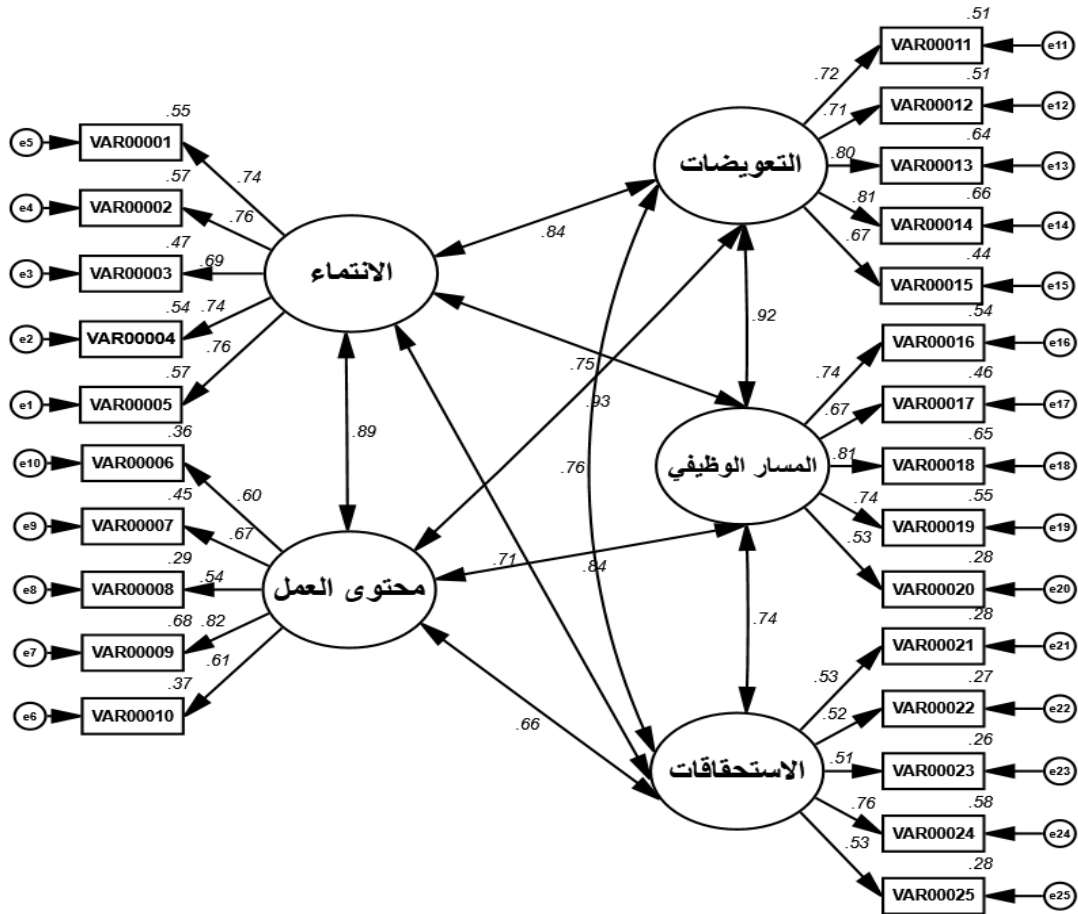 .51
VAR00011
e11
.72
.51
VAR00012
e12
.71
.64
VAR00013
e13
.80
التعويضات
.66
VAR00014
e14
.81
.44
VAR00015
e15
.67
.55
VAR00001
e5
.74
.57
VAR00002
e4
.76
.47
VAR00003
e3
.69
الانتماء
.54
VAR00004
e2
.74
.57
VAR00005
e1
.76
.84
.92
.75
.93
.89
.76
.54
VAR00016
e16
.74
.46
VAR00017
e17
.67
.65
VAR00018
e18
.81
المسار الوظيفي
.55
VAR00019
e19
.74
.28
VAR00020
e20
.53
.36
VAR00006
e10
.60
.45
VAR00007
e9
.67
.29
VAR00008
e8
.54
محتوى العمل
.68
VAR00009
e7
.82
.37
VAR00010
e6
.61
.71
.84
.74
.66
.28
VAR00021
e21
.53
.27
VAR00022
e22
.52
.26
VAR00023
e23
.51
الاستحقاقات
.58
VAR00024
e24
.76
.28
VAR00025
e25
.53